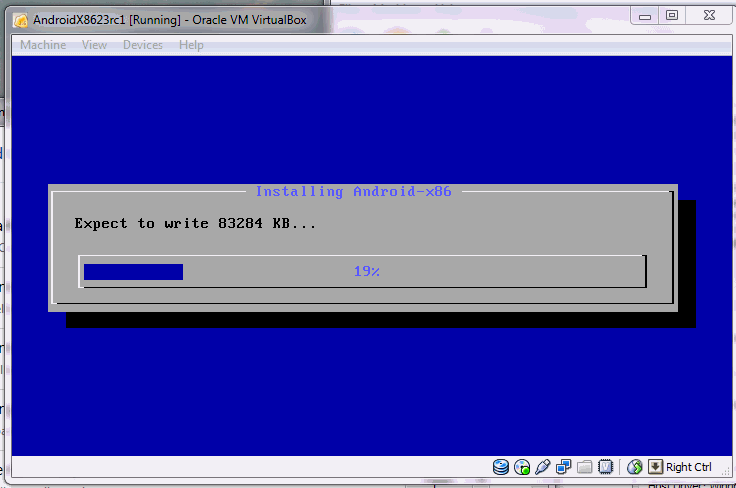 AndroidX8623rc1 [Running] - Oracle VM VirtualBox
Machine View Devices Help
Installing Android-x86
Expect to write 83284 KB...
19%
Right Ctrl